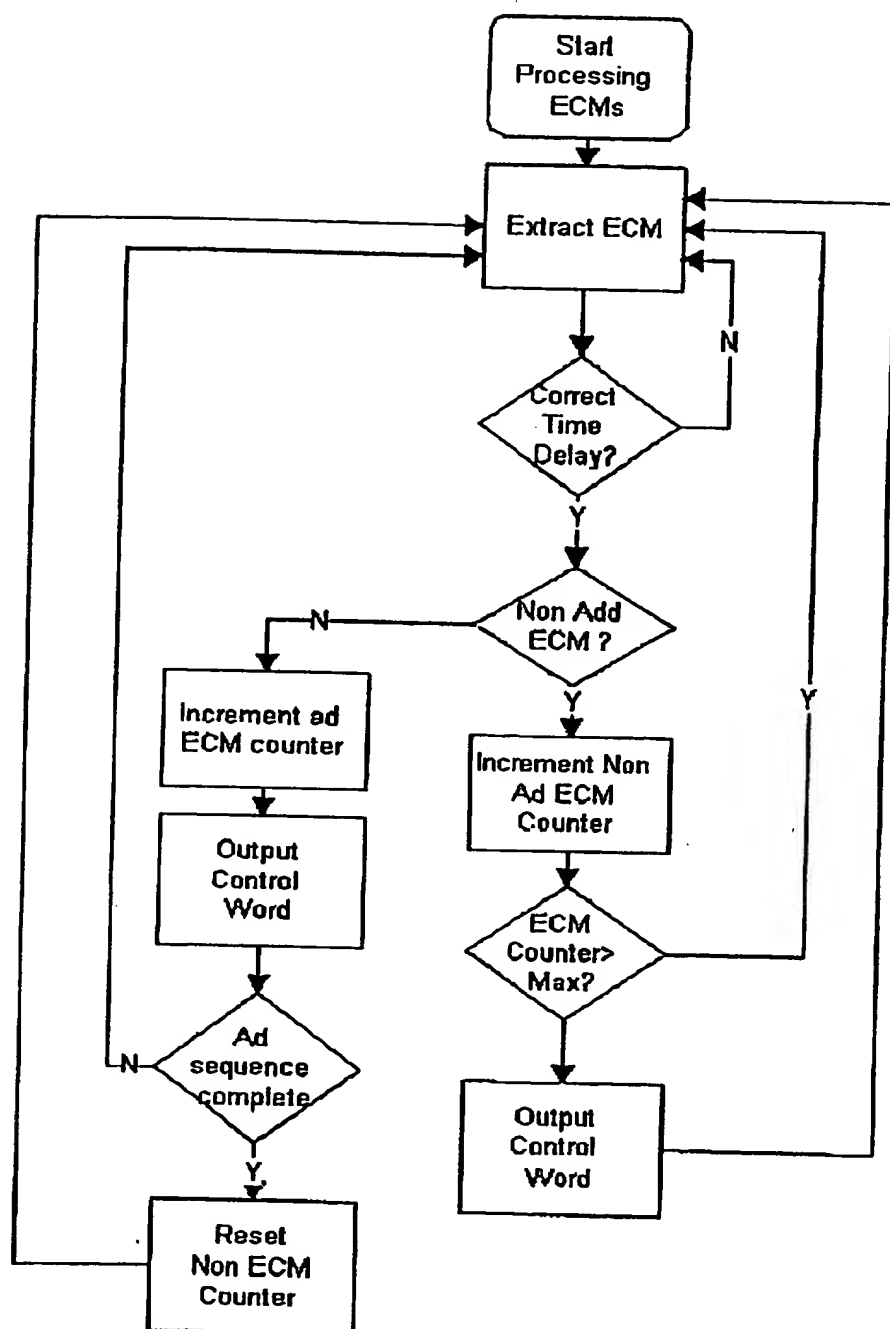 Start
Processing
ECMs
Extract ECM
N
Correct
Time
Delay?
Y
Non Add
ECM ?
N
Y
Increment ad
ECM counter
Increment Non
Ad ECM
Counter
Y
Output
Control
Word
ECM
Counter>
Max?
Ad
sequence
complete
N
Output
Control
Word
Y
Reset
Non ECM
Counter